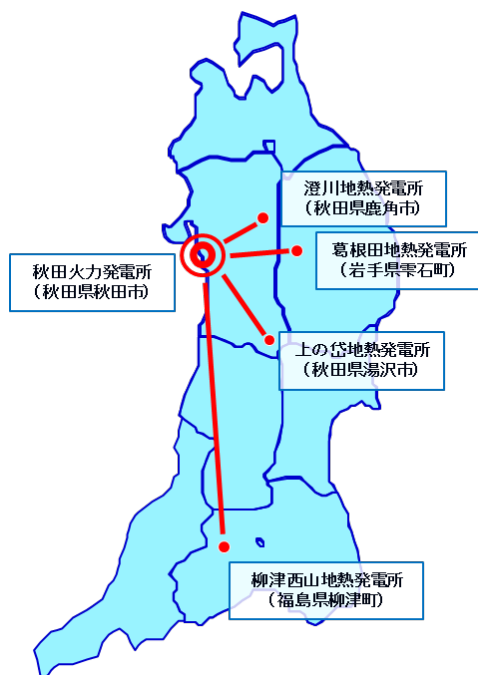 澄川地熱発電所
（秋田県鹿角市）
葛根田地熱発電所
（岩手県雫石町）
秋田火力発電所
（秋田県秋田市）
上の岱地熱発電所
（秋田県湯沢市）
柳津西山地熱発電所
（福島県柳津町）